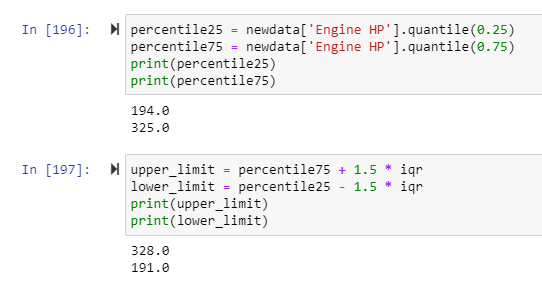 In [196]: percentile25 = newdata['Engine HP'].quantile(0.25)
percentile75 = newdata['Engine HP'].quantile(0.75)
print(percentile25)
print(percentile75)
194.0
325.0
In [197]: upper_limit = percentile75 + 1.5 * iqr
lower_limit = percentile25 - 1.5 * iqr
print(upper_limit)
print(lower_limit)
328.0
191.0